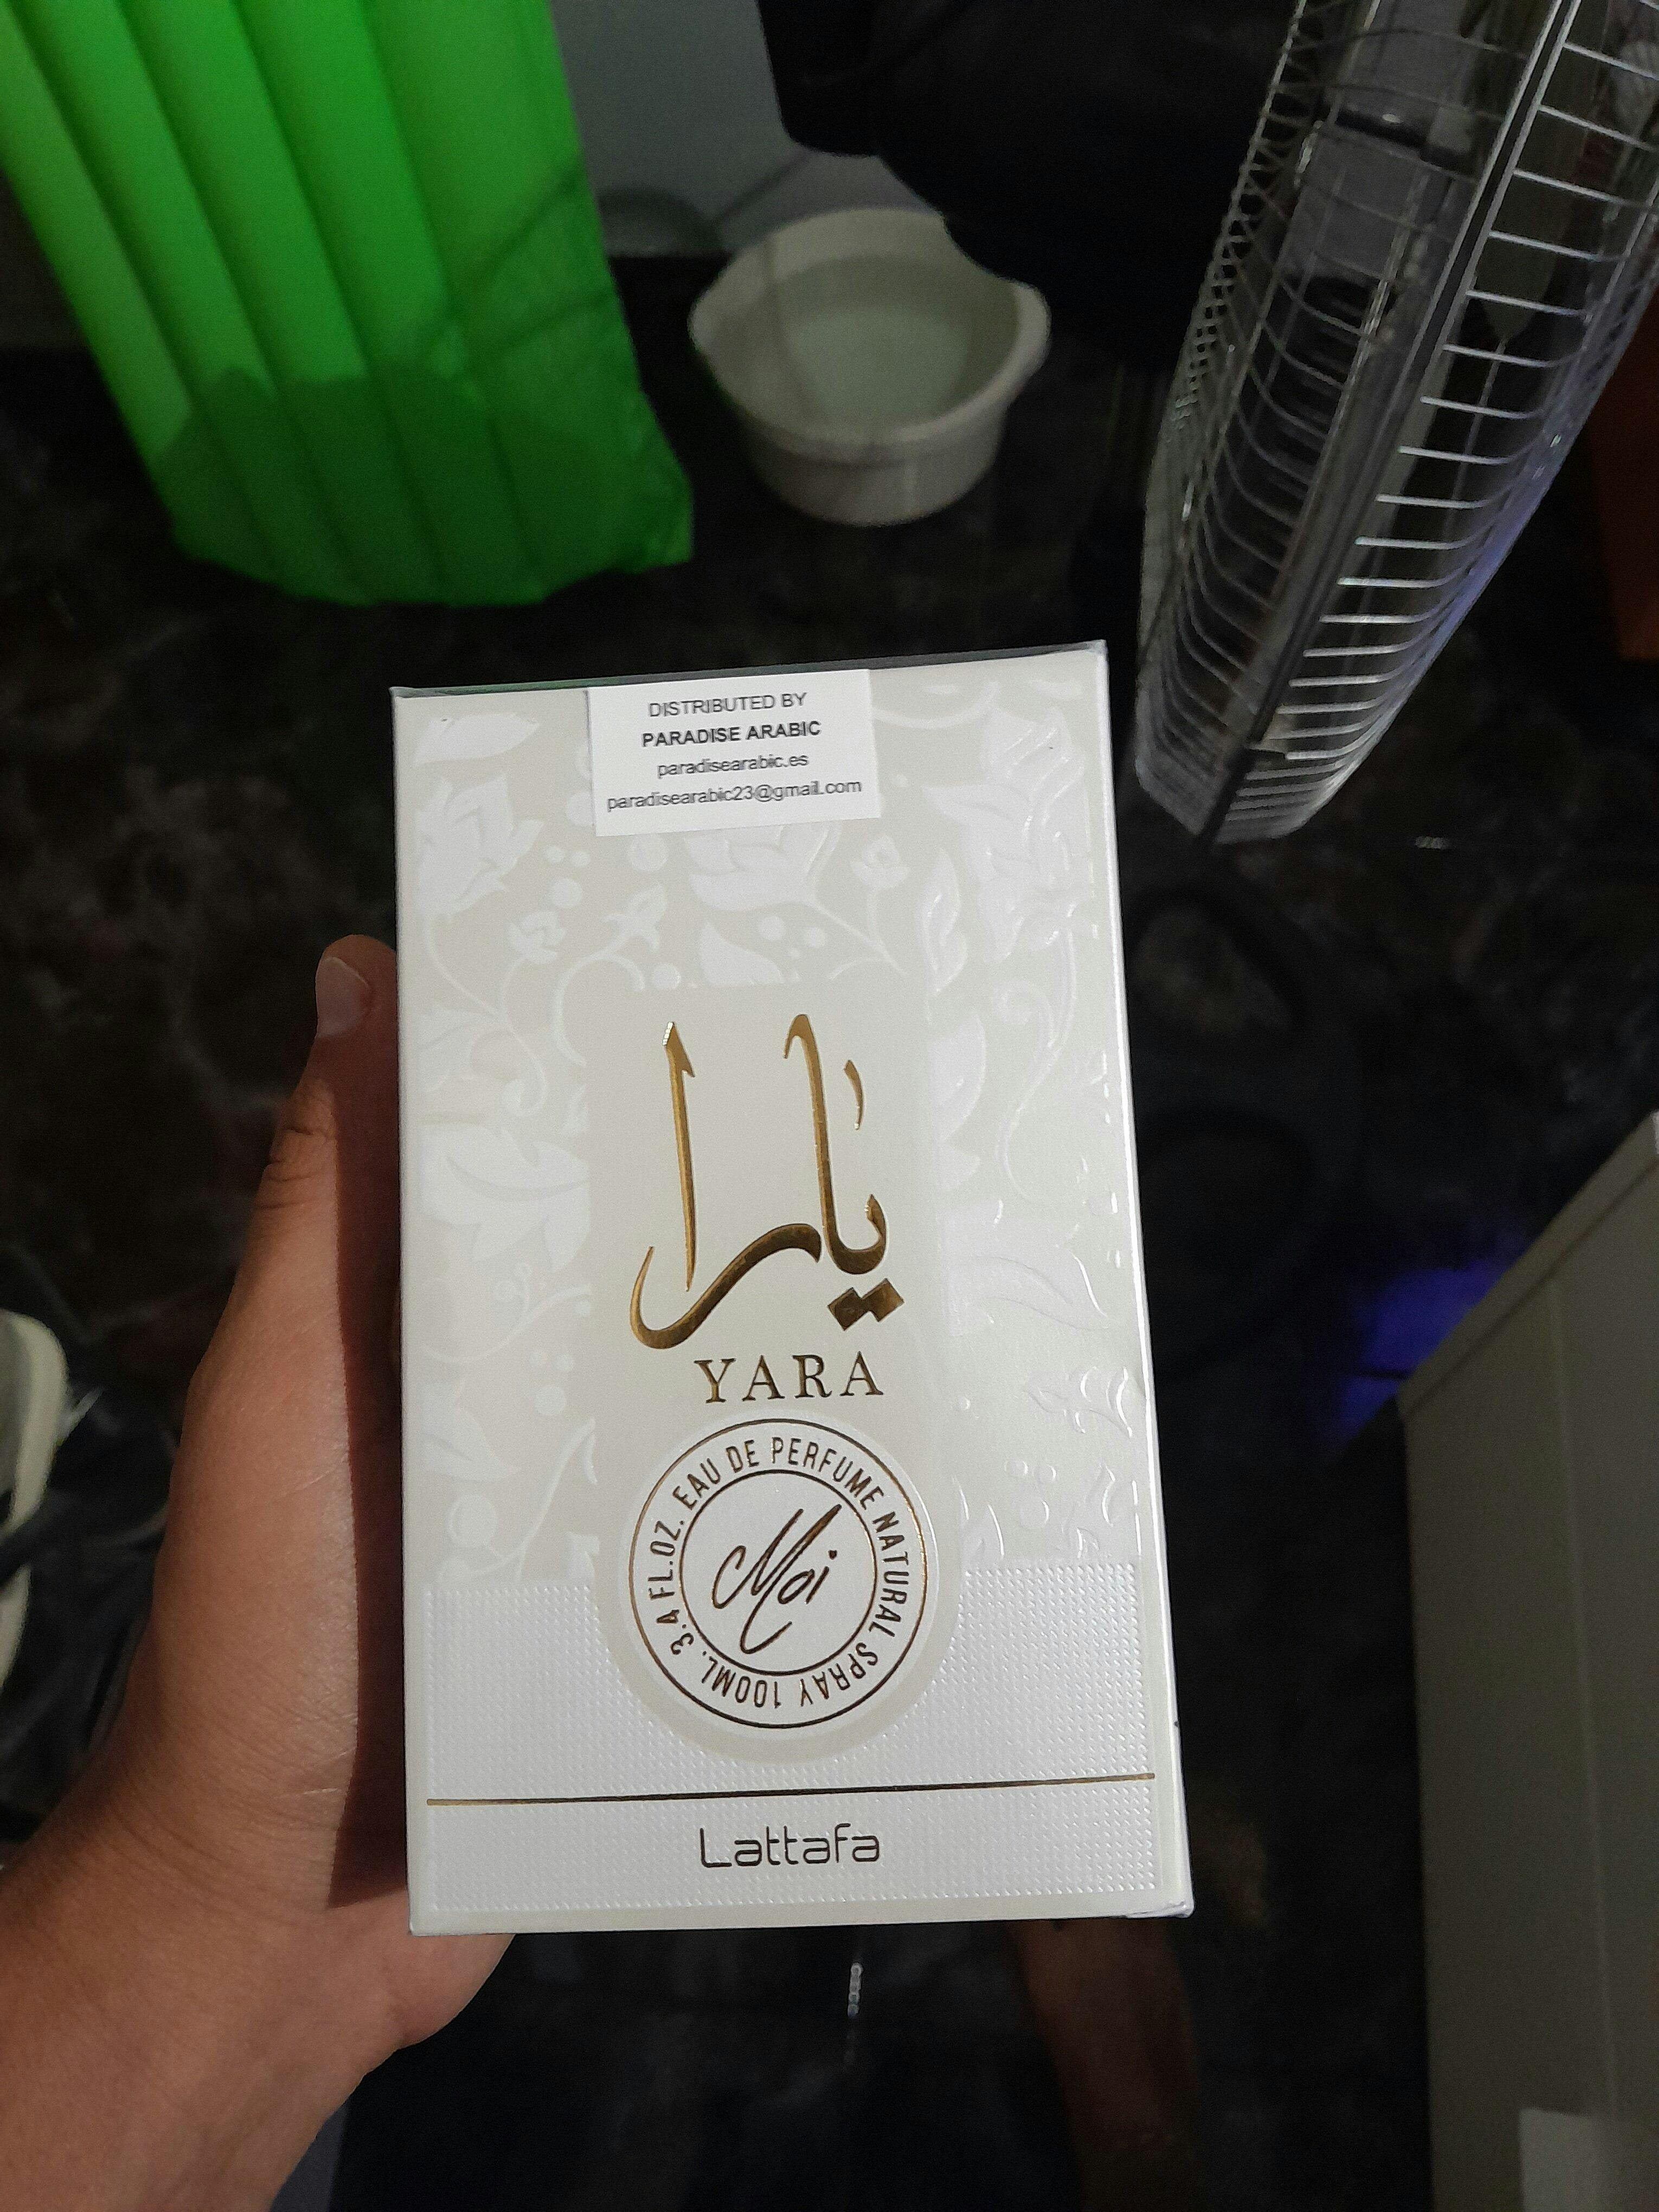 DISTRIBUTED BY
PARADISE ARABIC
paradisearabic.es
paradisearabic23@gmail.com
يارا
YARA
EAU DE PERFUME NATURAL SPRAY 100ML. 3.4 FL.OZ.
Moi
Lattafa